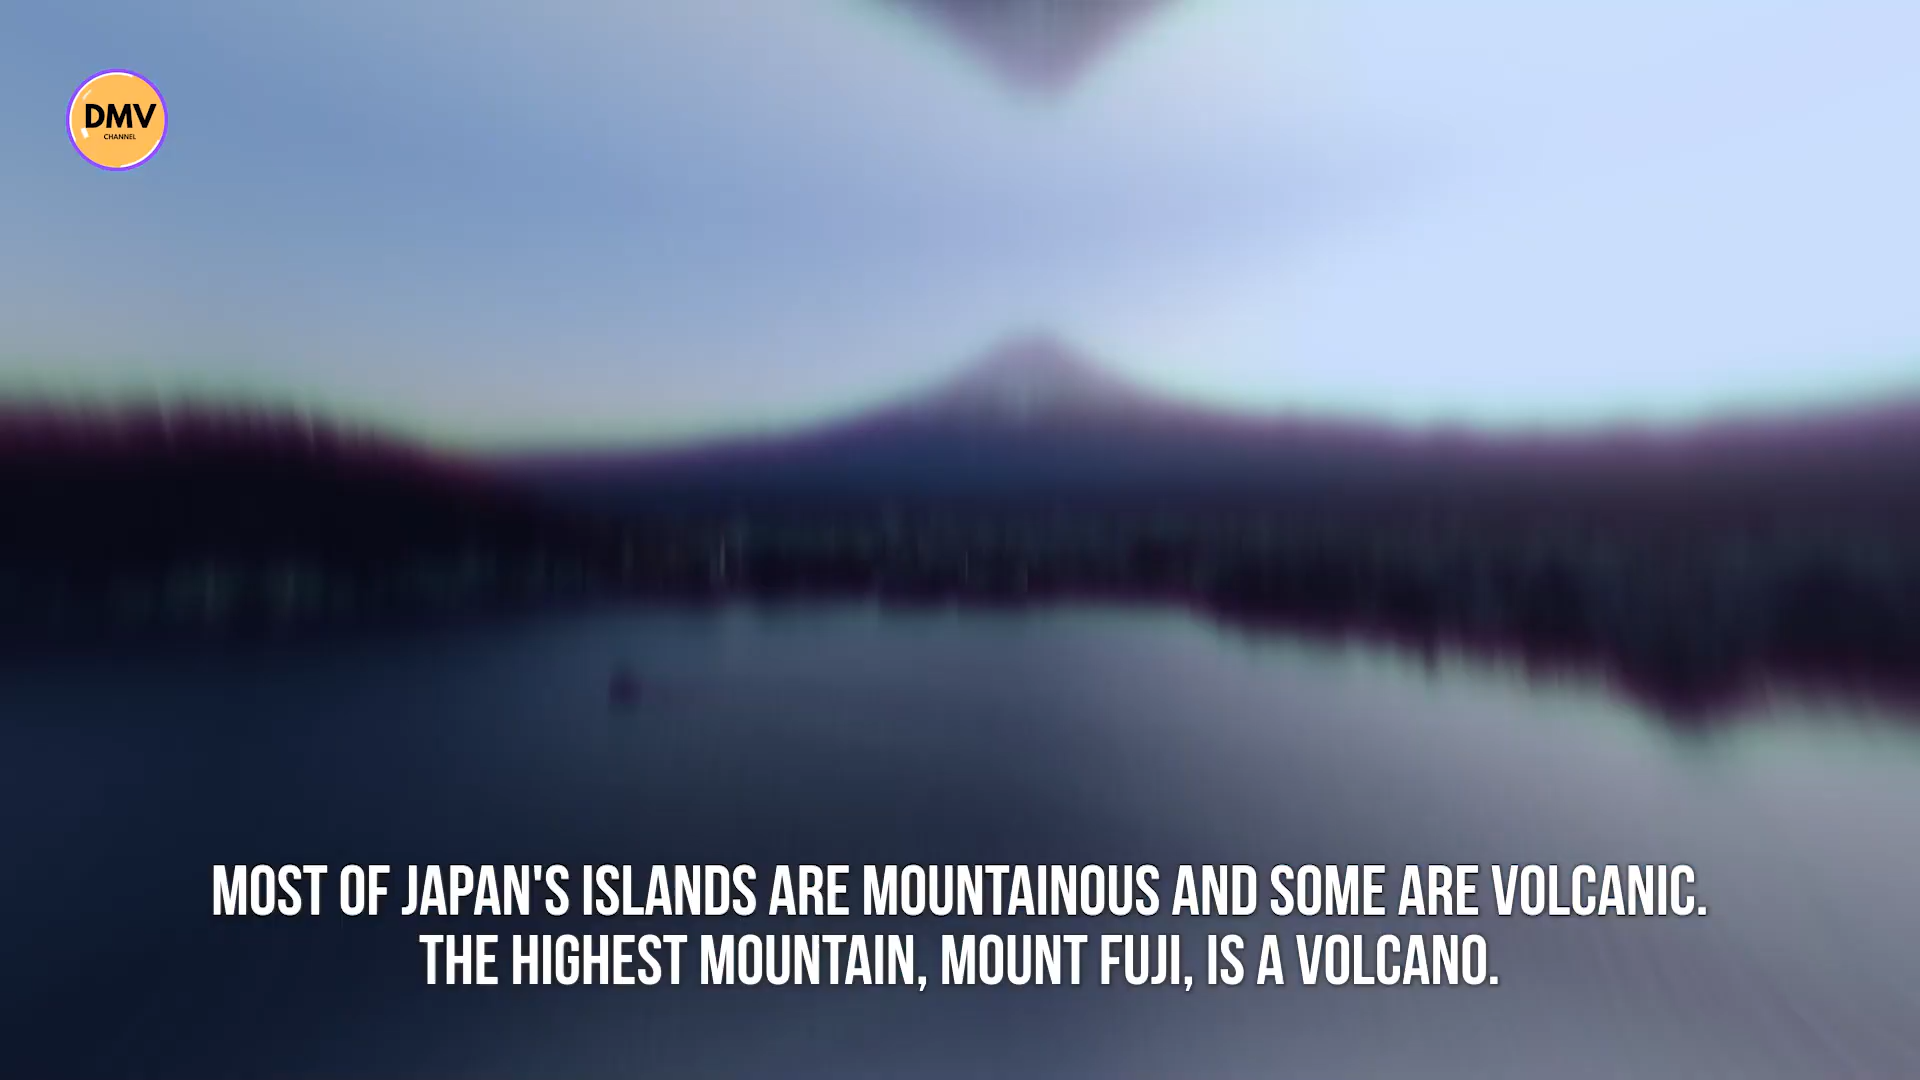 DMV
CHANNEL
MOST OF JAPAN'S ISLANDS ARE MOUNTAINOUS AND SOME ARE VOLCANIC.
THE HIGHEST MOUNTAIN, MOUNT FUJI, IS A VOLCANO.